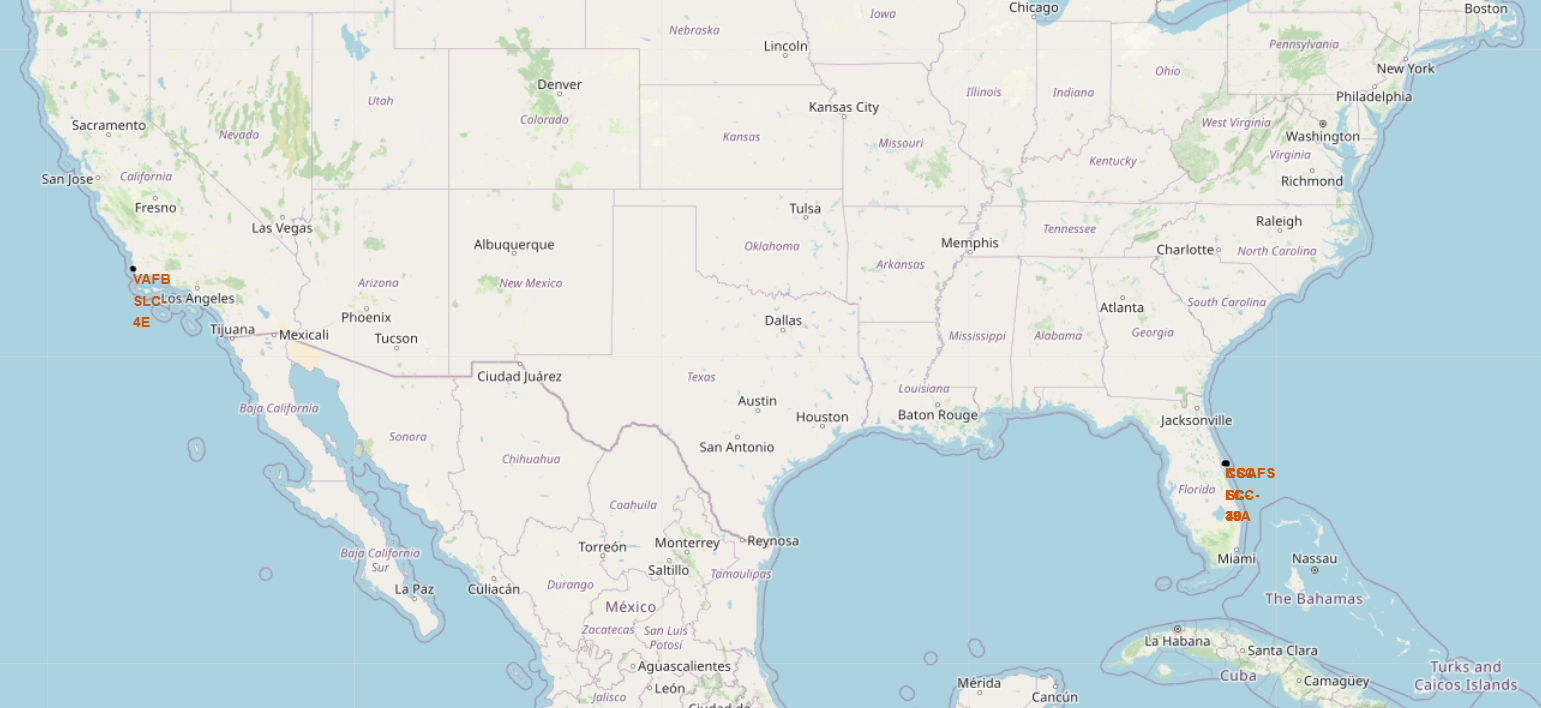 Chicago
Boston
Iowa
Nebraska
Lincoln
Pennsylvania
New York
Denver
Utah
Ohio
Illinois
Indiana
Philadelphia
Kansas City
Colorado
Sacramento
Nevada
Kansas
Missouri
West Virginia
Washington
Virginia
Kentucky
San Jose
California
Richmond
Fresno
Las Vegas
Tulsa
Raleigh
Tennessee
Albuquerque
Oklahoma
Memphis
Charlotte
North Carolina
Arkansas
VAFB
SLC-
4E
Los Angeles
Arizona
New Mexico
South Carolina
Atlanta
Phoenix
Dallas
Tijuana
Mexicali
Tucson
Mississippi
Alabama
Georgia
Ciudad Juárez
Texas
Louisiana
Baja California
Austin
Houston
Baton Rouge
Jacksonville
Sonora
San Antonio
Chihuahua
Florida
Coahuila
Torreón
Monterrey
Reynosa
Baja California
Sur
Saltillo
Tamaulipas
Miami
Nassau
La Paz
Culiacán
Durango
México
The Bahamas
Zacatecas
San Luis
Potosí
La Habana
Santa Clara
Aguascalientes
Cuba
Camagüey
Turks and
Caicos Islands
León
Jalisco
Mérida
Cancún